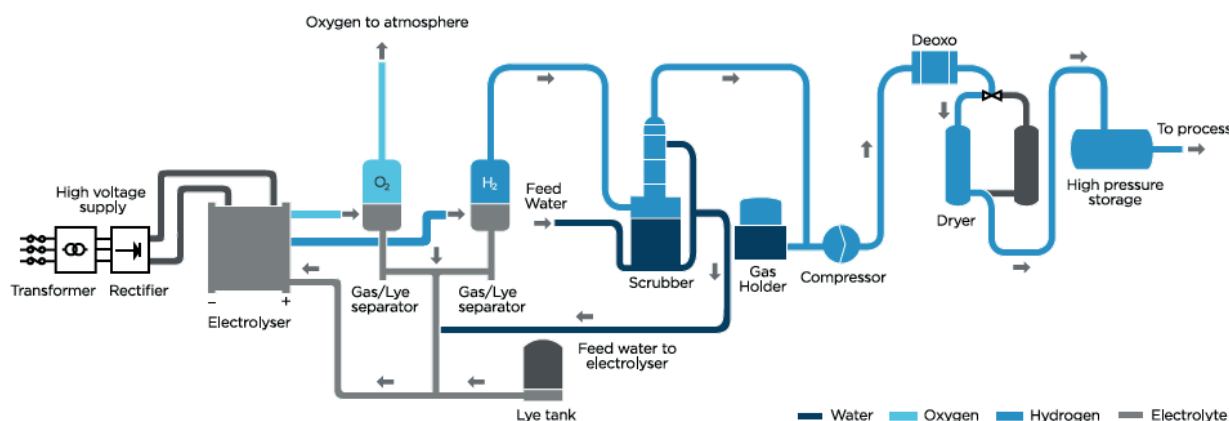 Oxygen to atmosphere
Deoxo
High voltage
supply
O₂
H₂
Feed
Water
To process
High pressure
storage
Dryer
Transformer
Rectifier
−
+
Electrolyser
Gas/Lye
separator
Gas/Lye
separator
Scrubber
Gas
Holder
Compressor
Feed water to
electrolyser
Lye tank
Water
Oxygen
Hydrogen
Electrolyte